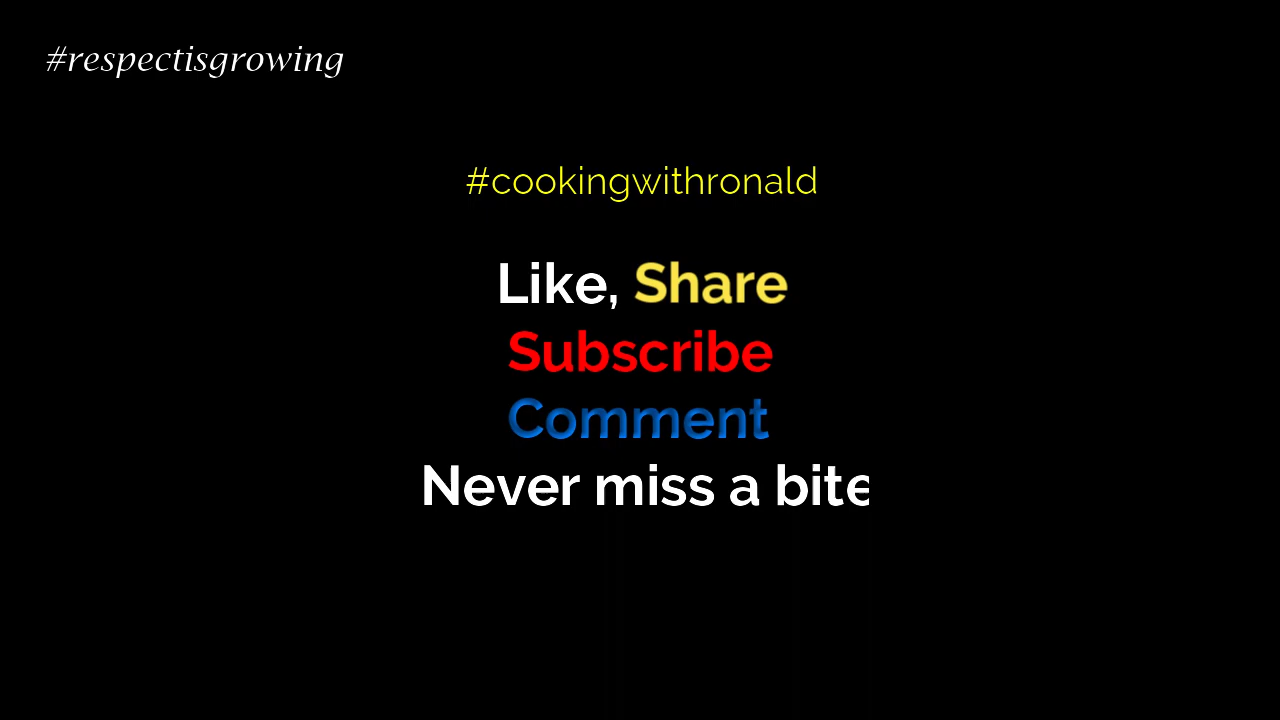 #respectisgrowing
#cookingwithronald
Like, Share
Subscribe
Comment
Never miss a bite